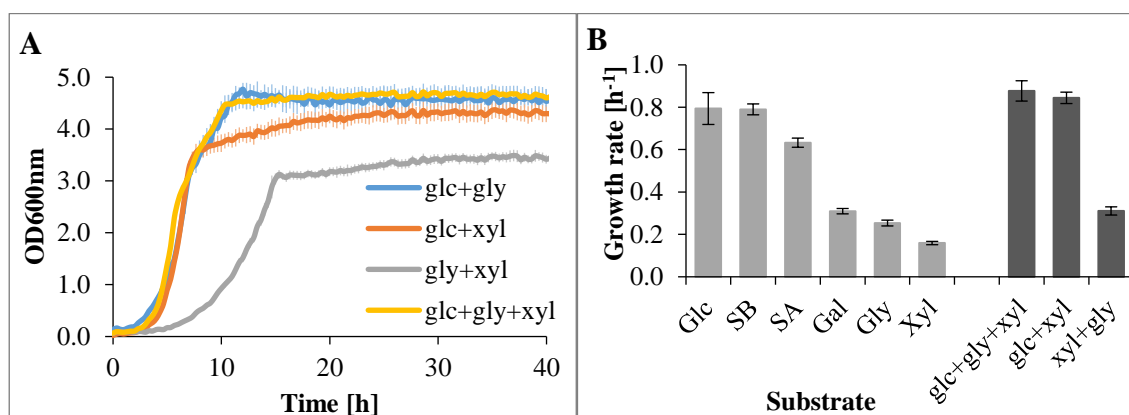 A
OD600nm
5.0
4.0
3.0
2.0
1.0
0.0
0
10
20
30
40
Time [h]
glc+gly
glc+xyl
gly+xyl
glc+gly+xyl
B
Growth rate [h-1]
1.0
0.8
0.6
0.4
0.2
0.0
Glc
SB
SA
Gal
Gly
Xyl
glc+gly+xyl
glc+xyl
xyl+gly
Substrate